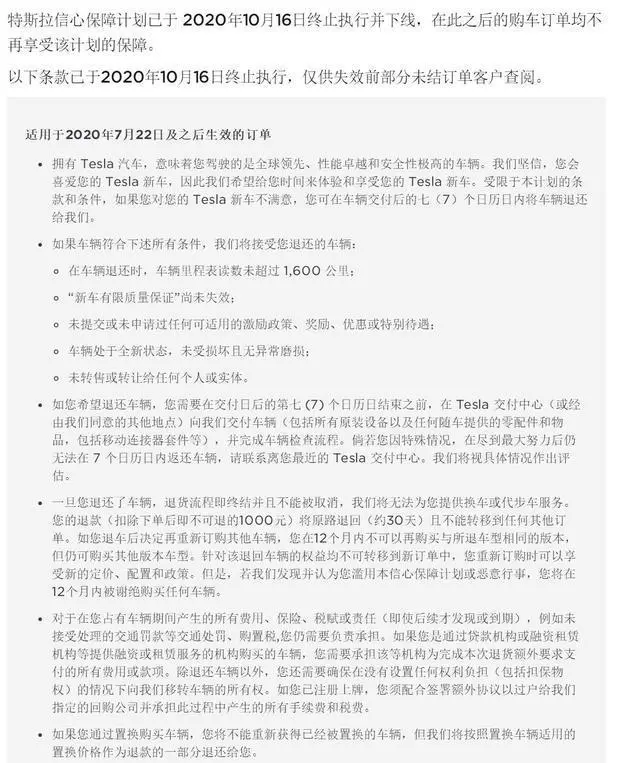 特斯拉信心保障计划已于 2020年10月16日终止执行并下线，在此之后的购车订单均不
再享受该计划的保障。
以下条款已于2020年10月16日终止执行，仅供失效前部分未结订单客户查阅。
适用于2020年7月22日及之后生效的订单
• 拥有 Tesla 汽车，意味着您驾驶的是全球领先、性能卓越和安全性极高的车辆。我们坚信，您会
喜爱您的 Tesla 新车，因此我们希望给您时间来体验和享受您的 Tesla 新车。受限于本计划的条
款和条件，如果您对您的 Tesla 新车不满意，您可在车辆交付后的七（7）个日历日内将车辆退还
给我们。
• 如果车辆符合下述所有条件，我们将接受您退还的车辆：
○ 在车辆退还时，车辆里程表读数未超过 1,600 公里；
○ “新车有限质量保证”尚未失效；
○ 未提交或未申请过任何可适用的激励政策、奖励、优惠或特别待遇；
○ 车辆处于全新状态，未受损坏且无异常磨损；
○ 未转售或转让给任何个人或实体。
• 如您希望退还车辆，您需要在交付日后的第七 (7) 个日历日结束之前，在 Tesla 交付中心（或经
由我们同意的其他地点）向我们交付车辆（包括所有原装设备以及任何随车提供的零配件和物
品，包括移动连接器套件等），并完成车辆检查流程。倘若您因特殊情况，在尽到最大努力后仍
无法在 7 个日历日内返还车辆，请联系离您最近的 Tesla 交付中心。我们将视具体情况作出评
估。
• 一旦您退还了车辆，退货流程即终结并且不能被取消，我们将无法为您提供换车或代步车服务。
您的退款（扣除下单后即不可退的1000元）将原路退回（约30天）且不能转移到任何其他订
单。如您退车后决定再重新订购其他车辆，您在12个月内不可以再购买与所退车型相同的版本，
但仍可购买其他版本车型。针对该退回车辆的权益均不可转移到新订单中，您重新订购时可以享
受新的定价、配置和政策。但是，若我们发现并认为您滥用本信心保障计划或恶意行事，您将在
12个月内被谢绝购买任何车辆。
• 对于在您占有车辆期间产生的所有费用、保险、税赋或责任（即使后续才发现或到期），例如未
接受处理的交通罚款等交通处罚、购置税,您仍需要负责承担。如果您是通过贷款机构或融资租赁
机构等提供融资或租赁服务的机构购买的车辆，您需要承担该等机构为完成本次退货额外要求支
付的所有费用或款项。除退还车辆以外，您还需要确保在没有设置任何权利负担（包括担保物
权）的情况下向我们移转车辆的所有权。如您已注册上牌，您须配合签署额外协议以过户给我们
指定的回购公司并承担此过程中产生的所有手续费和税费。
• 如果您通过置换购买车辆，您将不能重新获得已经被置换的车辆，但我们将按照置换车辆适用的
置换价格作为退款的一部分退还给您。